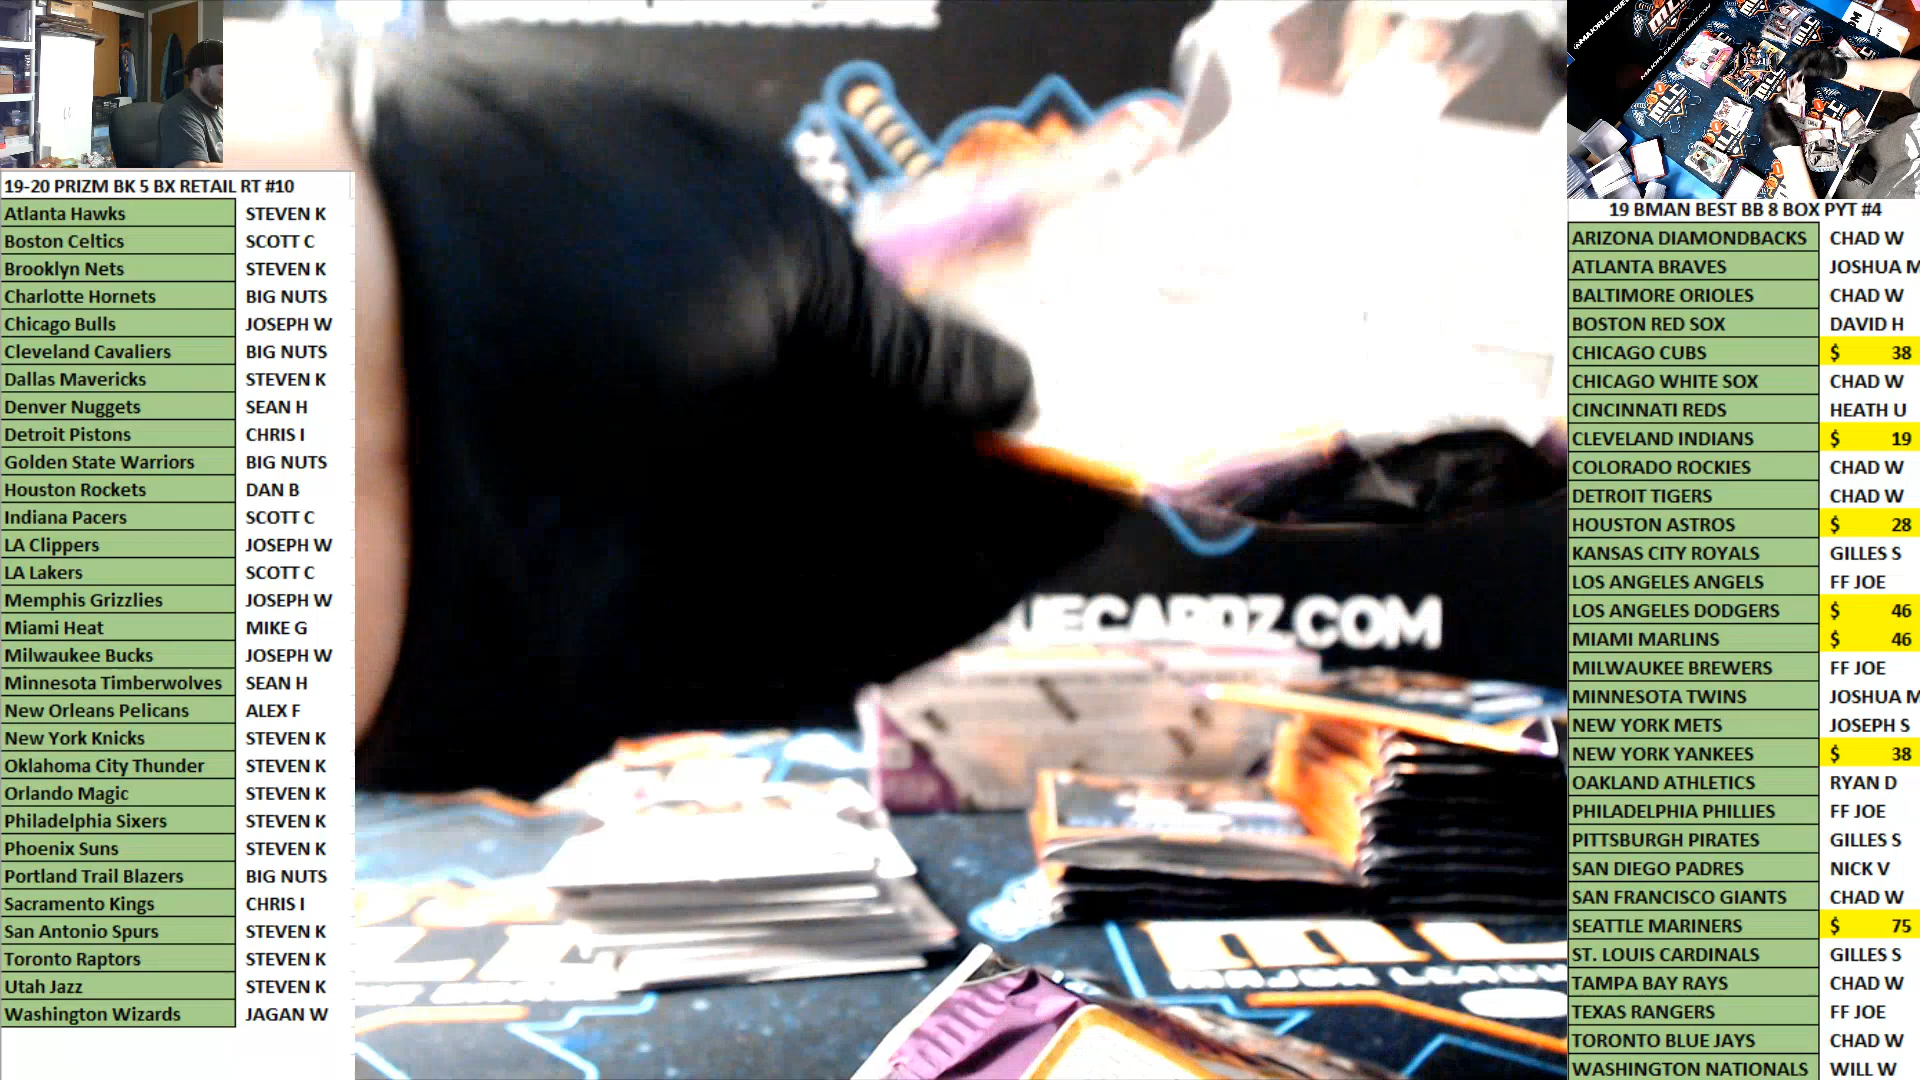 19-20 PRIZM BK 5 BX RETAIL RT #10
Atlanta Hawks STEVEN K
Boston Celtics SCOTT C
Brooklyn Nets STEVEN K
Charlotte Hornets BIG NUTS
Chicago Bulls JOSEPH W
Cleveland Cavaliers BIG NUTS
Dallas Mavericks STEVEN K
Denver Nuggets SEAN H
Detroit Pistons CHRIS I
Golden State Warriors BIG NUTS
Houston Rockets DAN B
Indiana Pacers SCOTT C
LA Clippers JOSEPH W
LA Lakers SCOTT C
Memphis Grizzlies JOSEPH W
Miami Heat MIKE G
Milwaukee Bucks JOSEPH W
Minnesota Timberwolves SEAN H
New Orleans Pelicans ALEX F
New York Knicks STEVEN K
Oklahoma City Thunder STEVEN K
Orlando Magic STEVEN K
Philadelphia Sixers STEVEN K
Phoenix Suns STEVEN K
Portland Trail Blazers BIG NUTS
Sacramento Kings CHRIS I
San Antonio Spurs STEVEN K
Toronto Raptors STEVEN K
Utah Jazz STEVEN K
Washington Wizards JAGAN W
UECARDZ.COM
MAJOR LEAGU
19 BMAN BEST BB 8 BOX PYT #4
ARIZONA DIAMONDBACKS CHAD W
ATLANTA BRAVES JOSHUA M
BALTIMORE ORIOLES CHAD W
BOSTON RED SOX DAVID H
CHICAGO CUBS $ 38
CHICAGO WHITE SOX CHAD W
CINCINNATI REDS HEATH U
CLEVELAND INDIANS $ 19
COLORADO ROCKIES CHAD W
DETROIT TIGERS CHAD W
HOUSTON ASTROS $ 28
KANSAS CITY ROYALS GILLES S
LOS ANGELES ANGELS FF JOE
LOS ANGELES DODGERS $ 46
MIAMI MARLINS $ 46
MILWAUKEE BREWERS FF JOE
MINNESOTA TWINS JOSHUA M
NEW YORK METS JOSEPH S
NEW YORK YANKEES $ 38
OAKLAND ATHLETICS RYAN D
PHILADELPHIA PHILLIES FF JOE
PITTSBURGH PIRATES GILLES S
SAN DIEGO PADRES NICK V
SAN FRANCISCO GIANTS CHAD W
SEATTLE MARINERS $ 75
ST. LOUIS CARDINALS GILLES S
TAMPA BAY RAYS CHAD W
TEXAS RANGERS FF JOE
TORONTO BLUE JAYS CHAD W
WASHINGTON NATIONALS WILL W